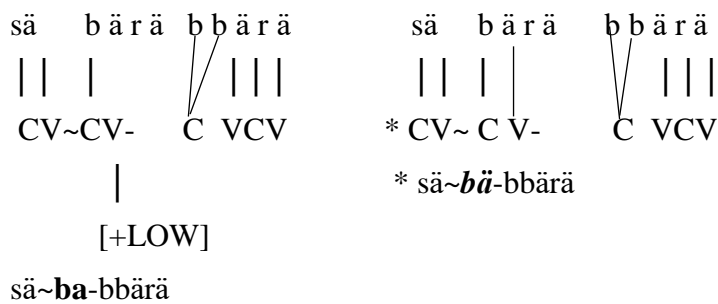 sä b ä r ä b b ä r ä sä b ä r ä b b ä r ä
CV~CV- C VCV * CV~ C V- C VCV
* sä~bä-bbärä
[+LOW]
sä~ba-bbärä